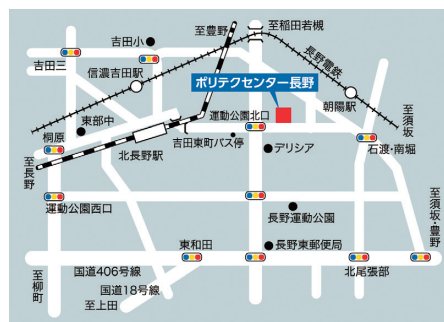 至豊野
至稲田若槻
吉田小
長野電鉄
吉田三
信濃吉田駅
ポリテクセンター長野
朝陽駅
至須坂
運動公園北口
東部中
桐原
吉田東町バス停
石渡・南堀
デリシア
北長野駅
至長野
運動公園西口
長野運動公園
至須坂・豊野
東和田
長野東郵便局
国道406号線
北尾張部
至柳町
国道18号線
至上田